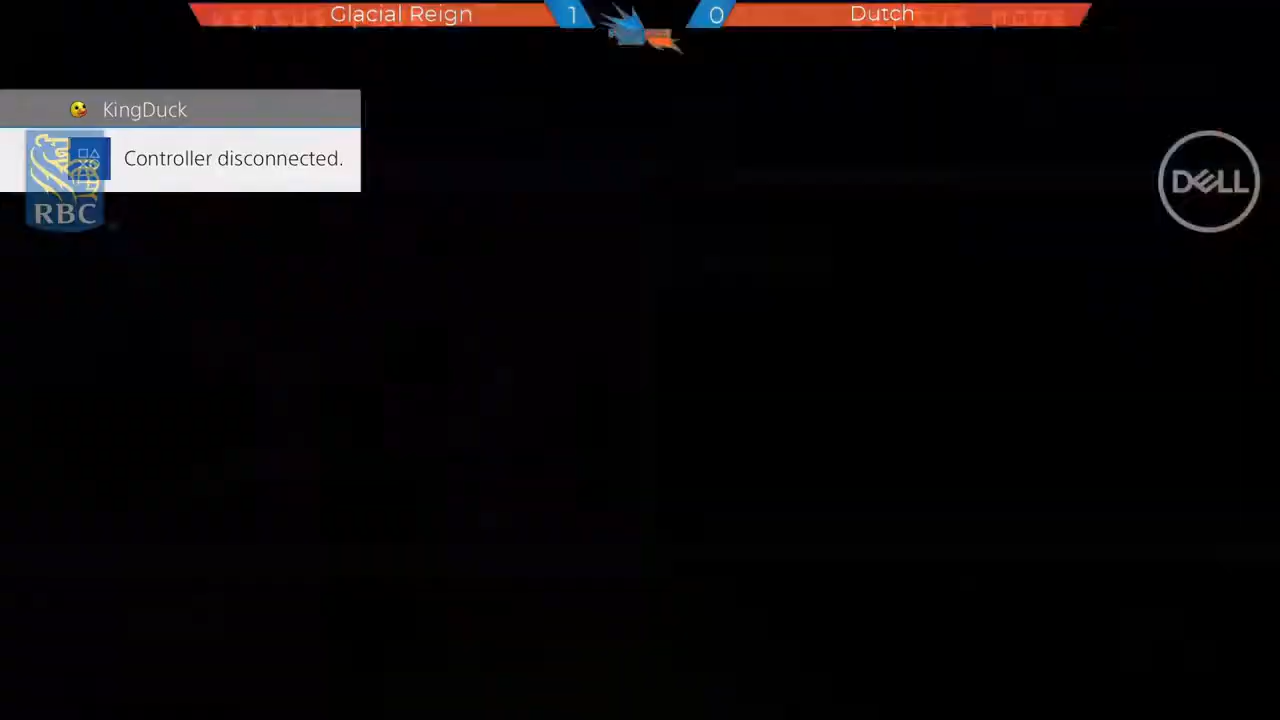 Glacial Reign 1 0 Dutch
KingDuck
Controller disconnected.
RBC
DELL